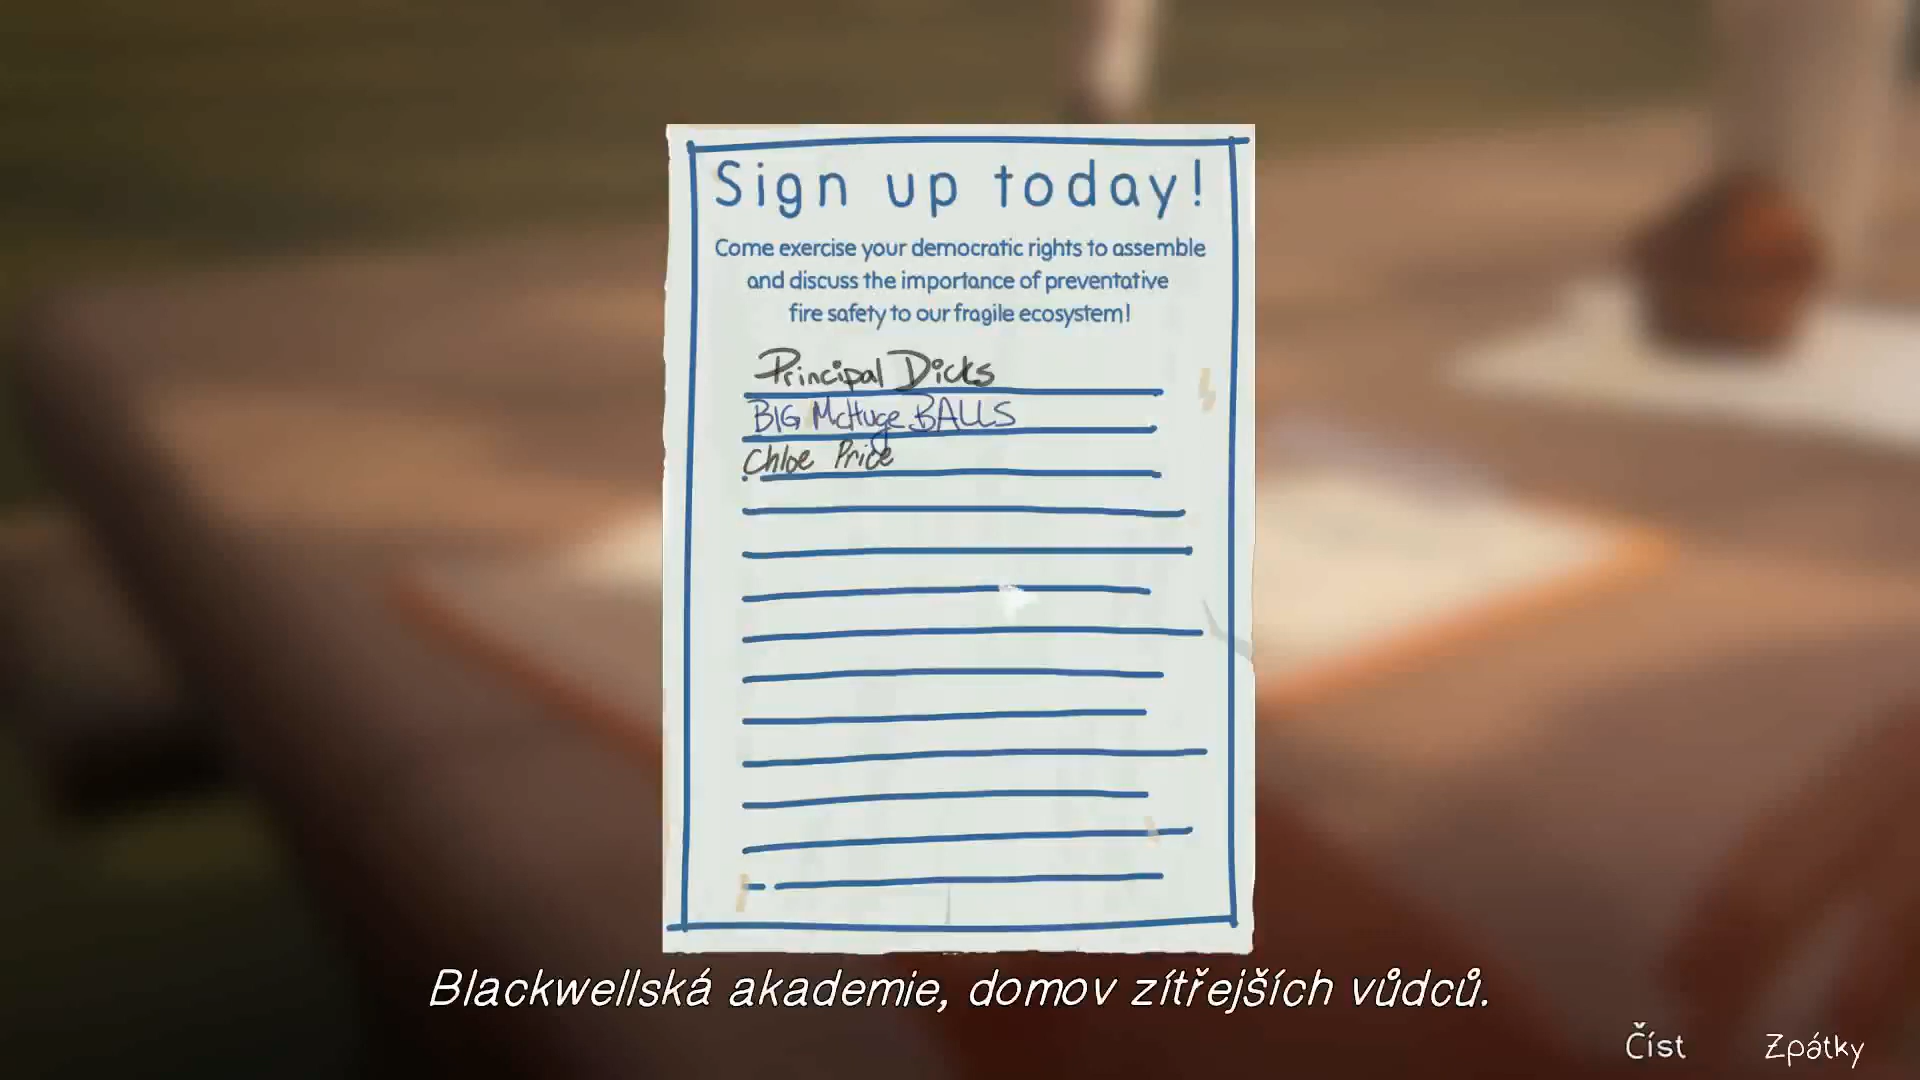 Sign up today!
Come exercise your democratic rights to assemble
and discuss the importance of preventative
fire safety to our fragile ecosystem!
Principal Dicks
BIG McHuge BALLS
Chloe Price
Blackwellská akademie, domov zítřejších vůdců.
Číst Zpátky